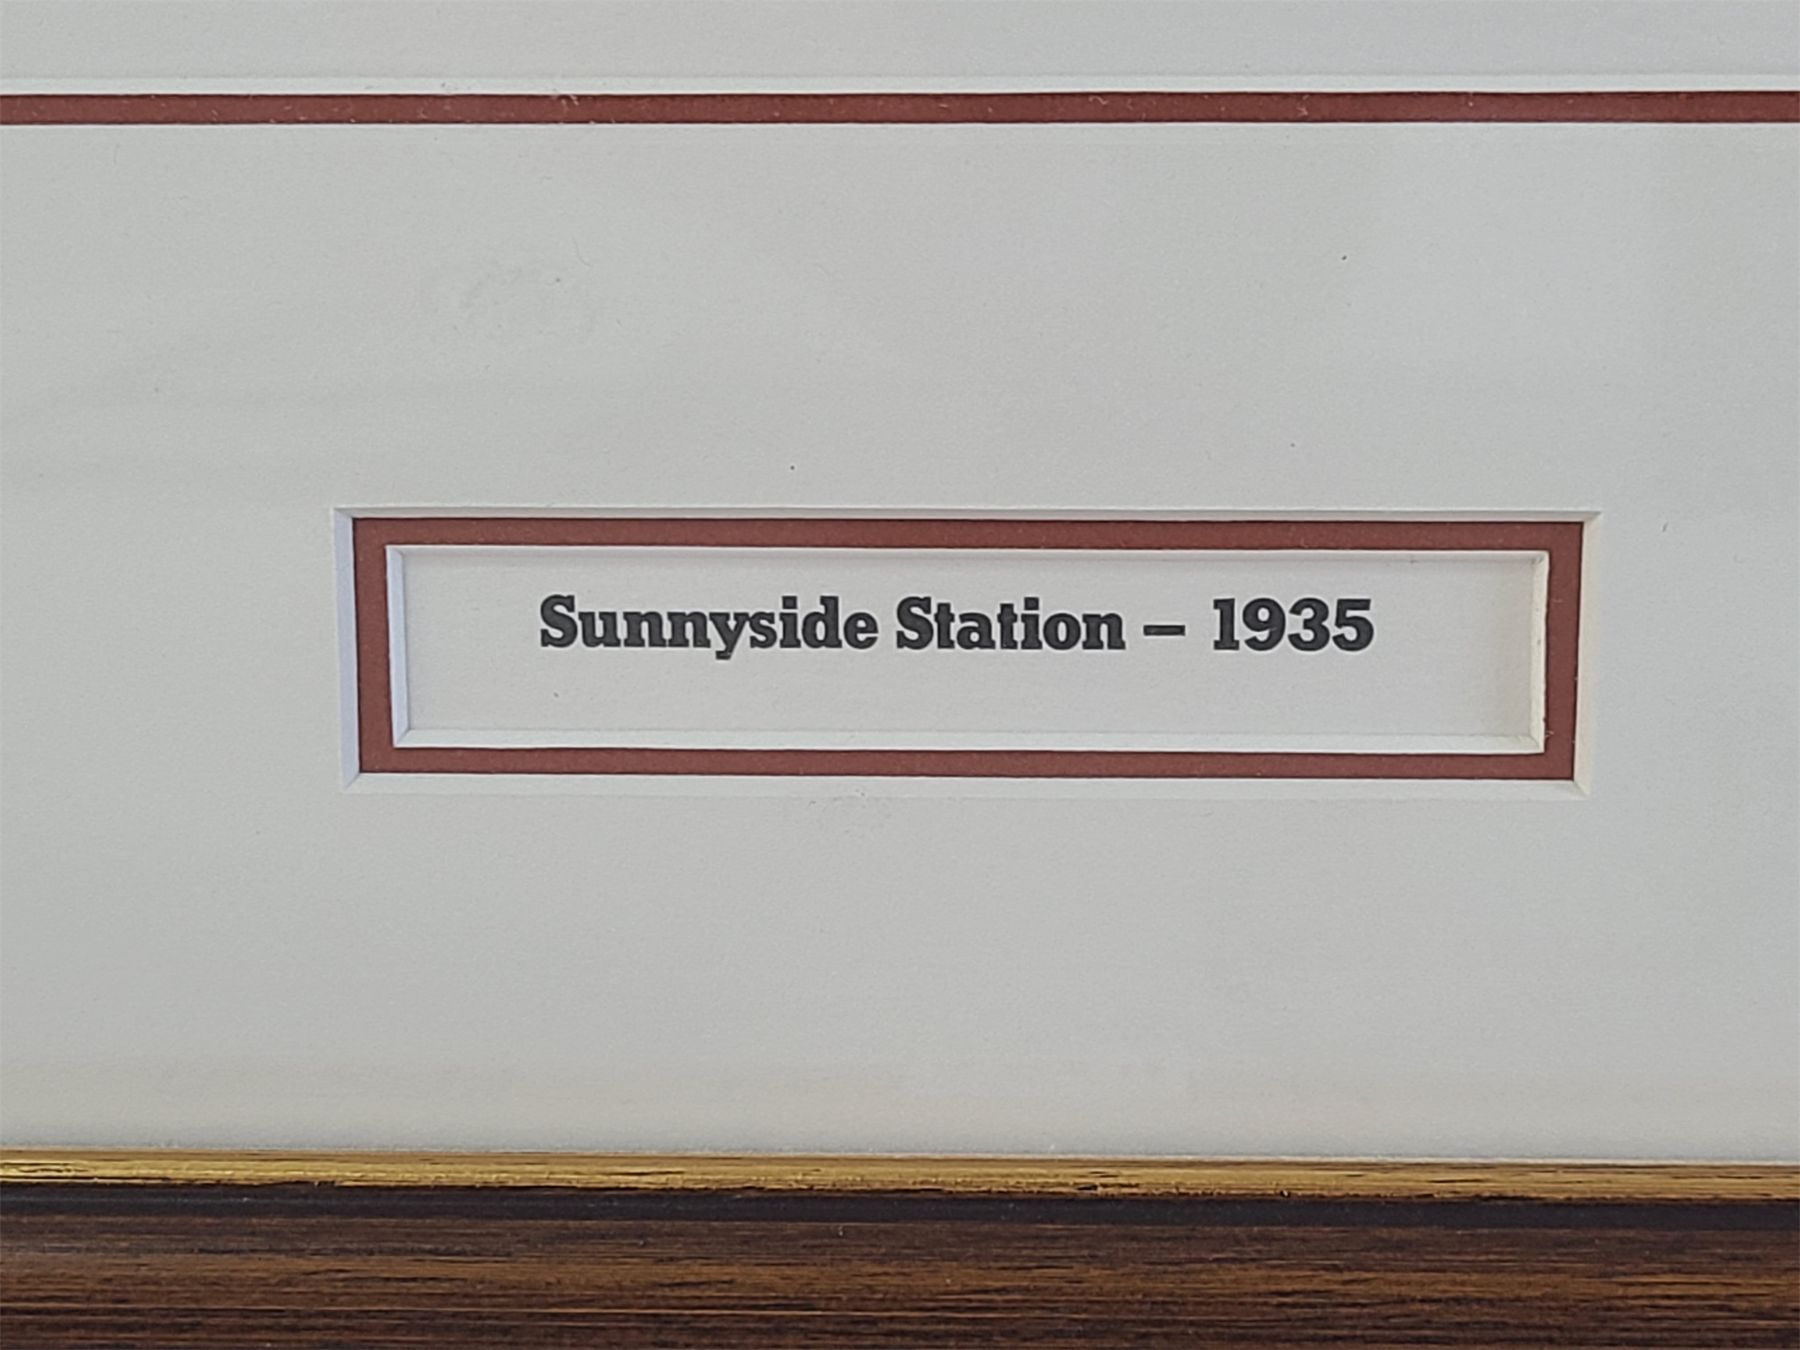 Sunnyside Station – 1935